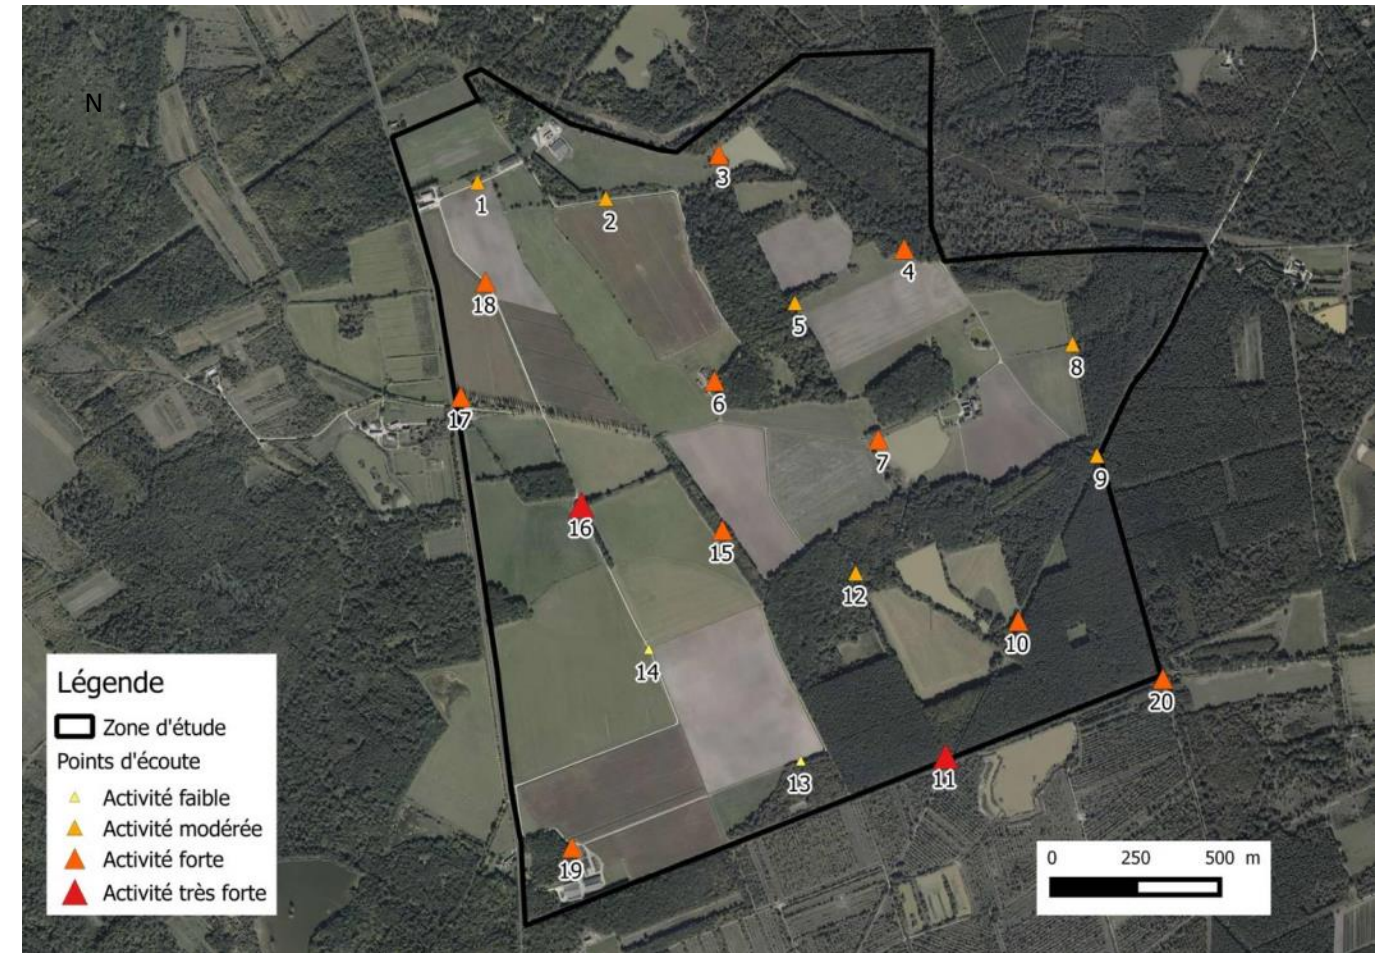 N
1
2
3
4
18
5
8
6
17
7
9
16
15
12
10
14
20
11
13
19
Légende
Zone d'étude
Points d'écoute
Activité faible
Activité modérée
Activité forte
Activité très forte
0 250 500 m